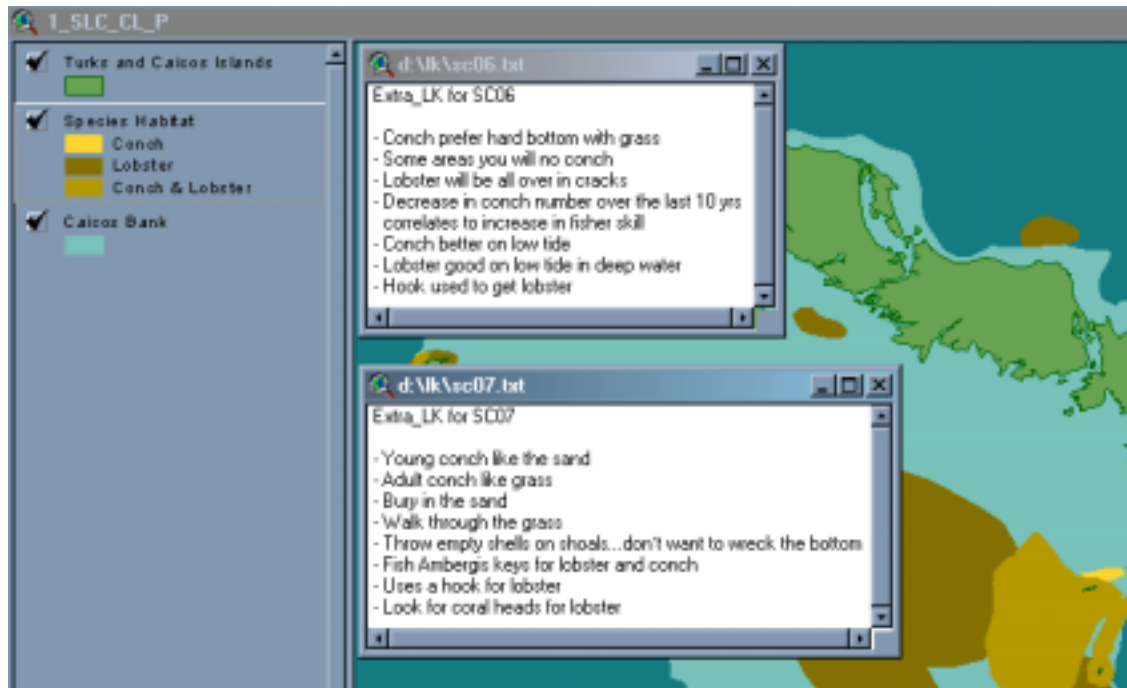 1_SLC_CL_P
Turks and Caicos Islands
Species Habitat
Conch
Lobster
Conch & Lobster
Caicos Bank
d:\lk\sc06.txt
Extra_LK for SC06
- Conch prefer hard bottom with grass
- Some areas you will no conch
- Lobster will be all over in cracks
- Decrease in conch number over the last 10 yrs
correlates to increase in fisher skill
- Conch better on low tide
- Lobster good on low tide in deep water
- Hook used to get lobster
d:\lk\sc07.txt
Extra_LK for SC07
- Young conch like the sand
- Adult conch like grass
- Bury in the sand
- Walk through the grass
- Throw empty shells on shoals...don't want to wreck the bottom
- Fish Ambergis keys for lobster and conch
- Uses a hook for lobster
- Look for coral heads for lobster